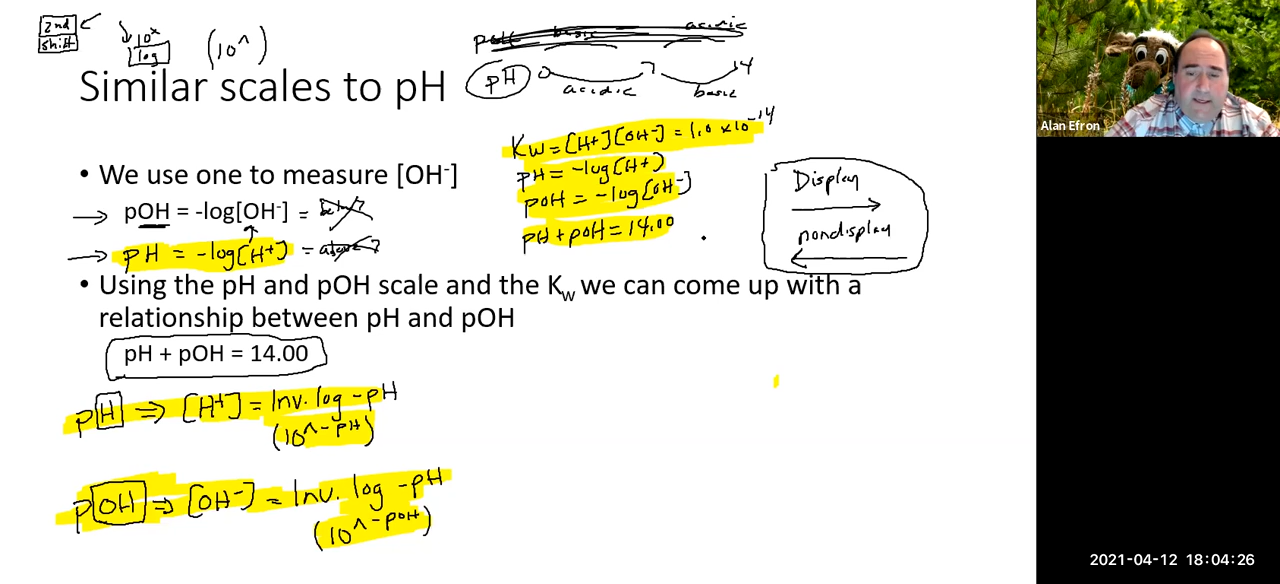 2nd
shift
10^x
log
(10^)
basic
acidic
Similar scales to pH
pH 0 7 14
acidic basic
Kw = [H+][OH-] = 1.0 x 10^-14
pH = -log[H+)
pOH = -log[OH-]
pH + pOH = 14.00
• We use one to measure [OH-]
→ pOH = -log[OH-] =
→ pH = -log[H+] =
Display
nondisplay
• Using the pH and pOH scale and the Kw we can come up with a
relationship between pH and pOH
pH + pOH = 14.00
pH ⇒ [H+] = Inv. log -pH
(10^-pH)
pOH ⇒ [OH-] = Inv. log -pH
(10^-pOH)
Alan Efron
2021-04-12 18:04:26